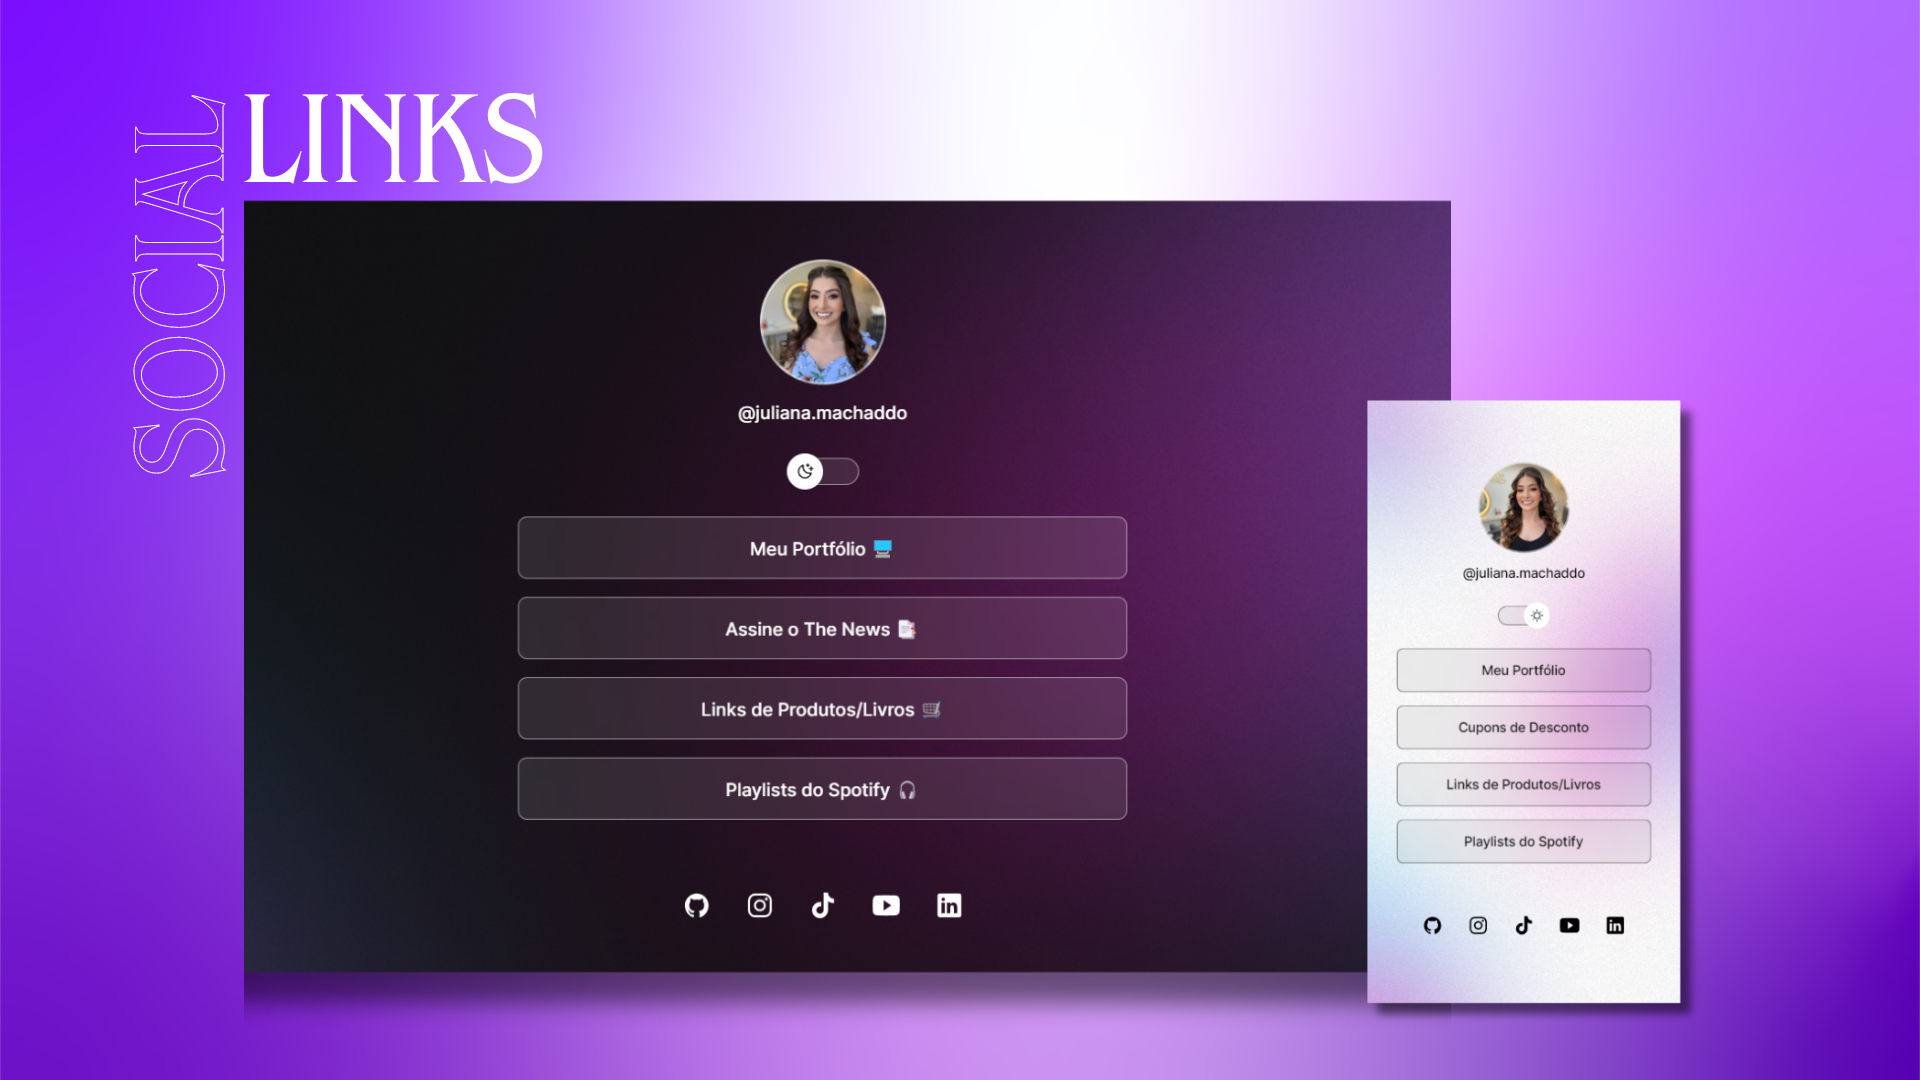 SOCIAL
LINKS
@juliana.machaddo
Meu Portfólio
Assine o The News
Links de Produtos/Livros
Playlists do Spotify
@juliana.machaddo
Meu Portfólio
Cupons de Desconto
Links de Produtos/Livros
Playlists do Spotify